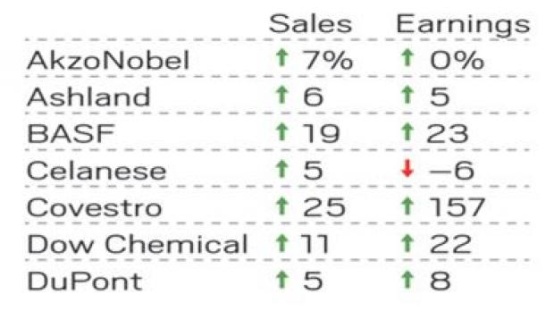 Sales Earnings
AkzoNobel ↑ 7% ↑ 0%
Ashland ↑ 6 ↑ 5
BASF ↑ 19 ↑ 23
Celanese ↑ 5 ↓ –6
Covestro ↑ 25 ↑ 157
Dow Chemical ↑ 11 ↑ 22
DuPont ↑ 5 ↑ 8